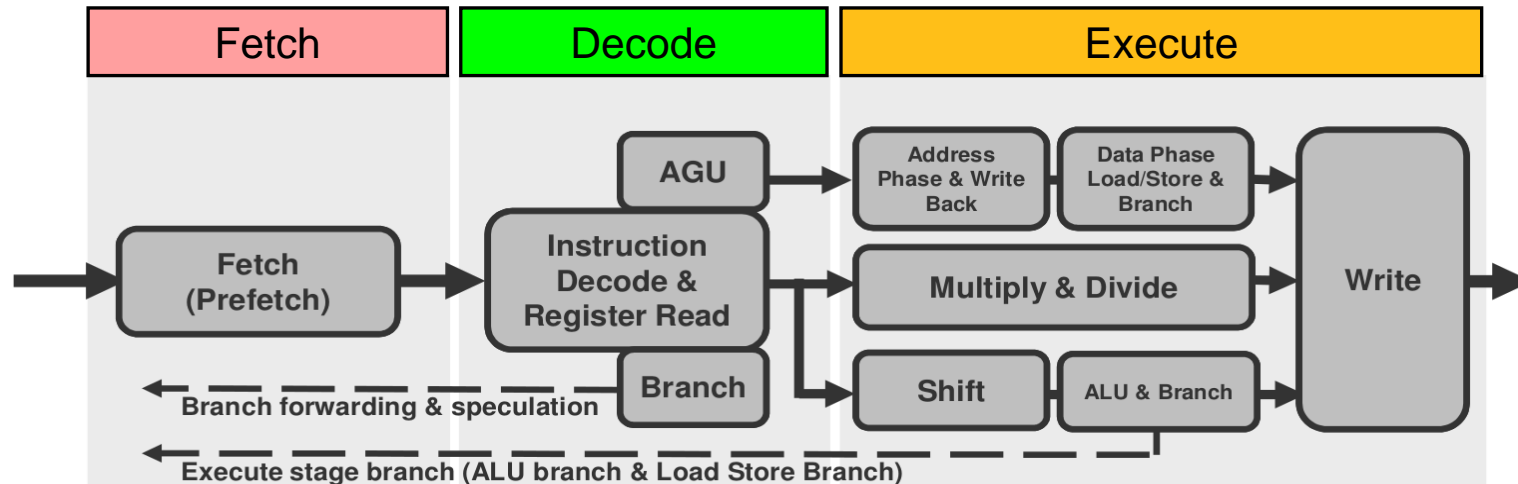 Fetch
Decode
Execute
AGU
Address
Phase & Write
Back
Data Phase
Load/Store &
Branch
Fetch
(Prefetch)
Instruction
Decode &
Register Read
Multiply & Divide
Write
Branch
Shift
ALU & Branch
Branch forwarding & speculation
Execute stage branch (ALU branch & Load Store Branch)